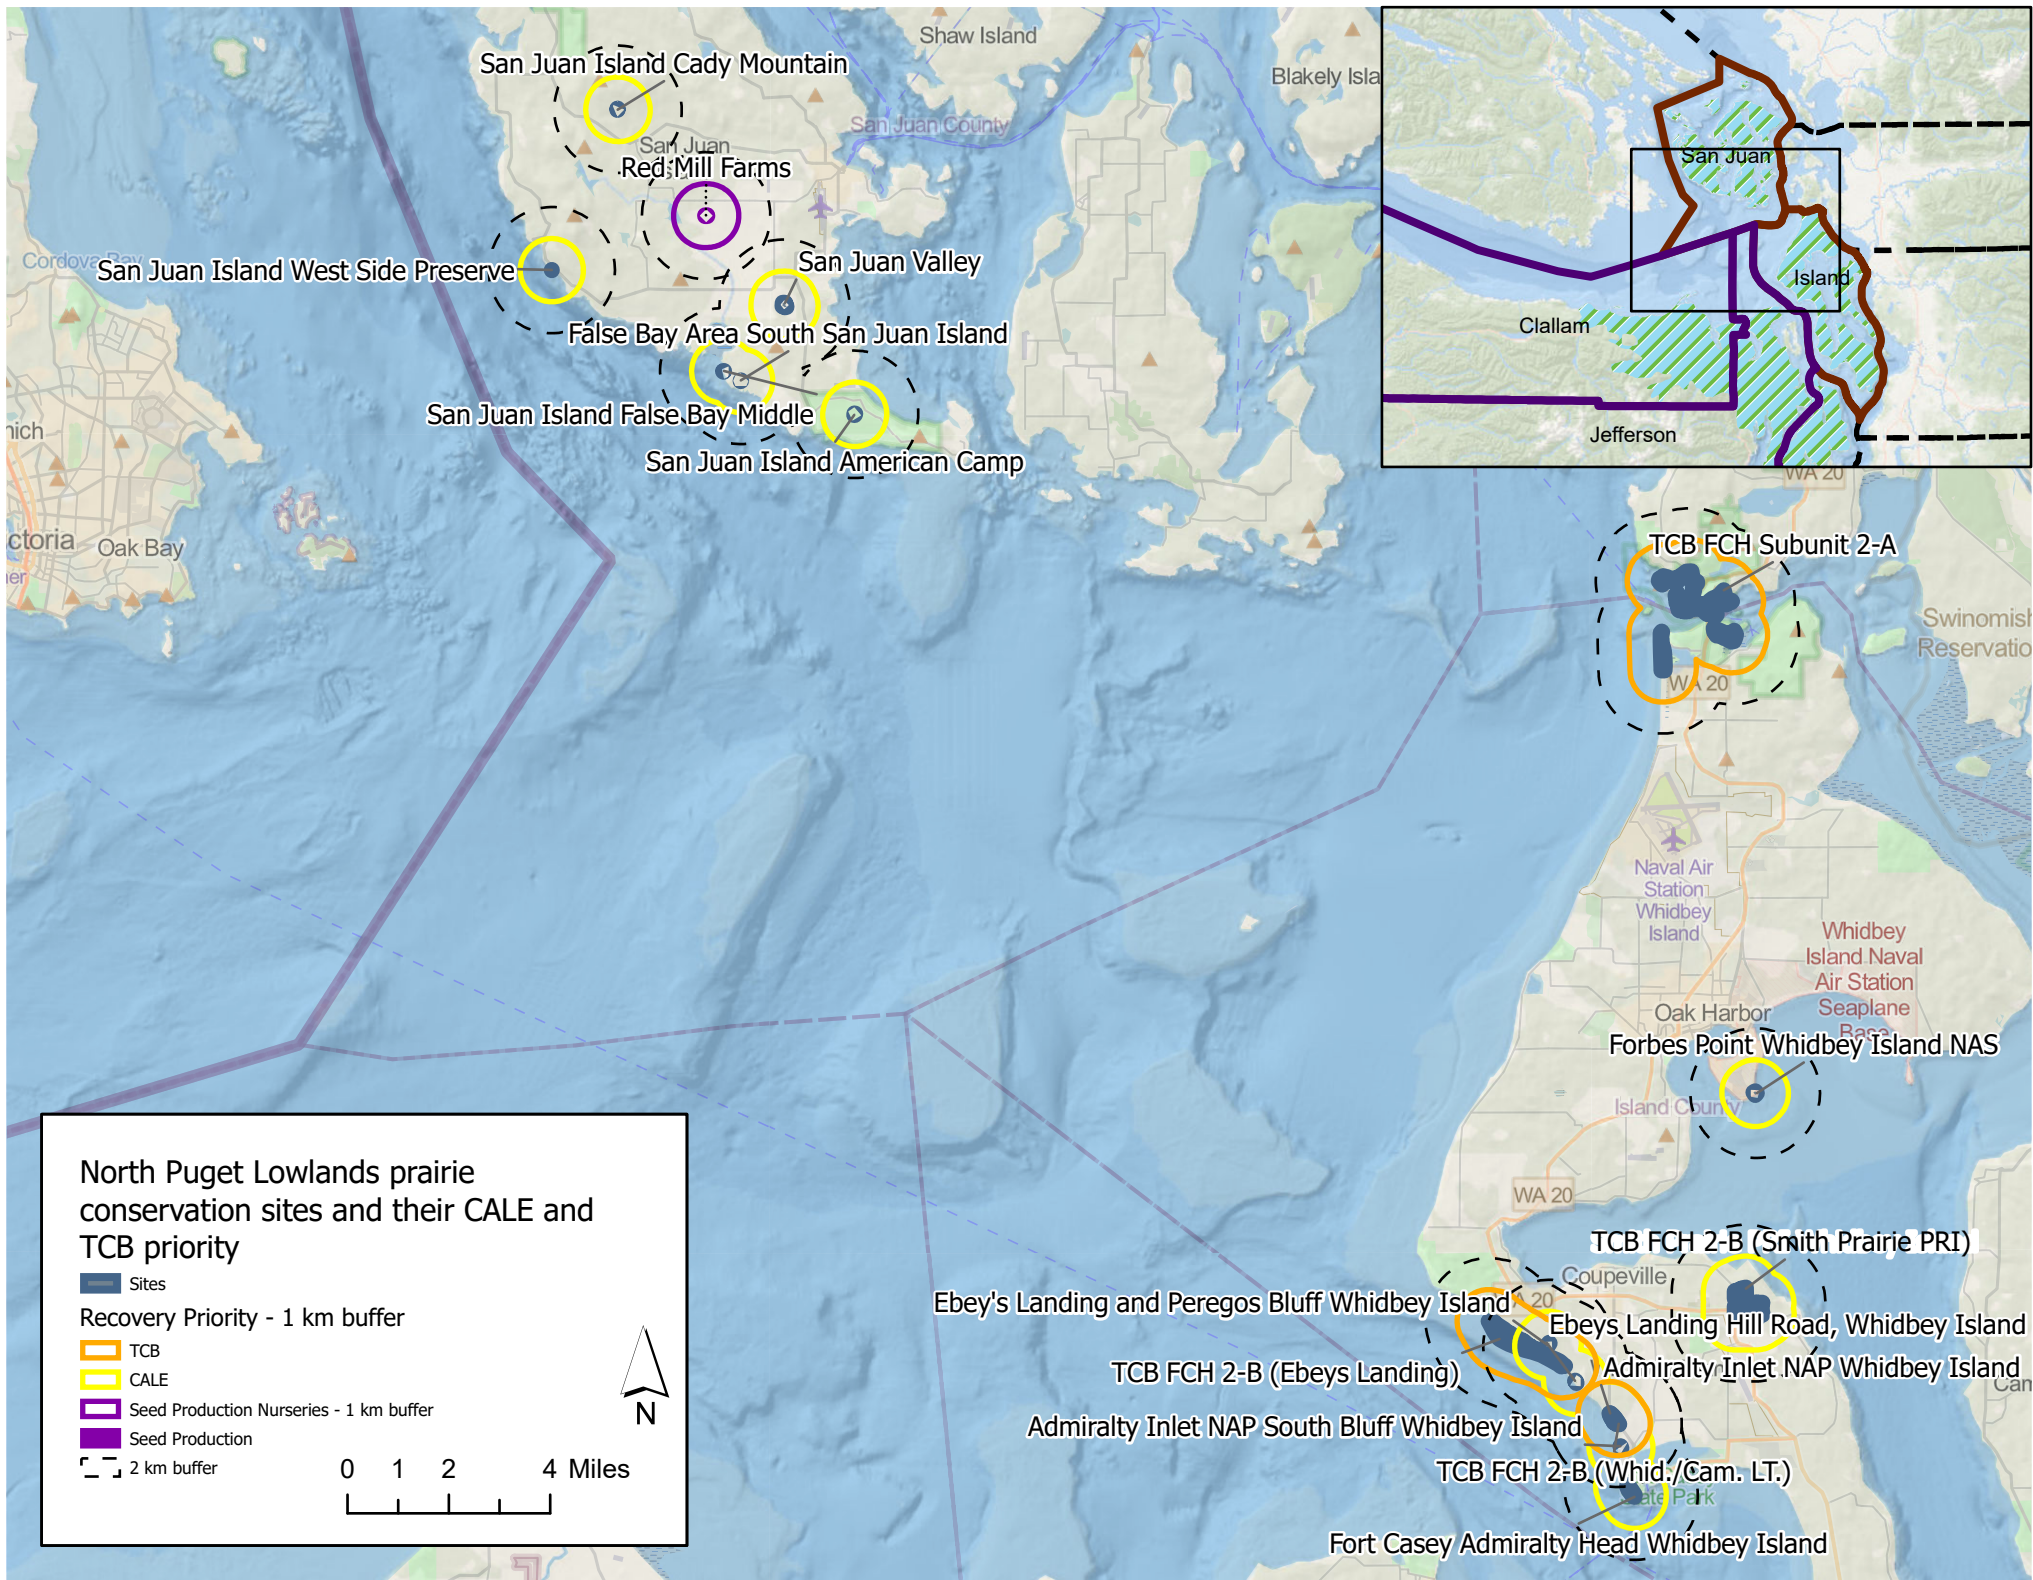 Shaw Island
San Juan Island Cady Mountain
Blakely Isla
San Juan County
San Juan
San Juan
Red Mill Farms
Cordova Bay
San Juan Island West Side Preserve
San Juan Valley
Island
Clallam
False Bay Area South San Juan Island
San Juan Island False Bay Middle
Jefferson
San Juan Island American Camp
WA 20
nich
ctoria
Oak Bay
ner
TCB FCH Subunit 2-A
Swinomish
Reservatio
WA 20
Naval Air
Station
Whidbey
Island
Whidbey
Island Naval
Air Station
Seaplane
Base
Oak Harbor
Forbes Point Whidbey Island NAS
Island County
WA 20
TCB FCH 2-B (Smith Prairie PRI)
Coupeville
Ebey's Landing and Peregos Bluff Whidbey Island
A 20
Ebeys Landing Hill Road, Whidbey Island
TCB FCH 2-B (Ebeys Landing)
Admiralty Inlet NAP Whidbey Island
Cam
Admiralty Inlet NAP South Bluff Whidbey Island
TCB FCH 2-B (Whid./Cam. LT.)
ate Park
Fort Casey Admiralty Head Whidbey Island
North Puget Lowlands prairie
conservation sites and their CALE and
TCB priority
Sites
Recovery Priority - 1 km buffer
TCB
CALE
Seed Production Nurseries - 1 km buffer
Seed Production
2 km buffer
N
0 1 2 4 Miles